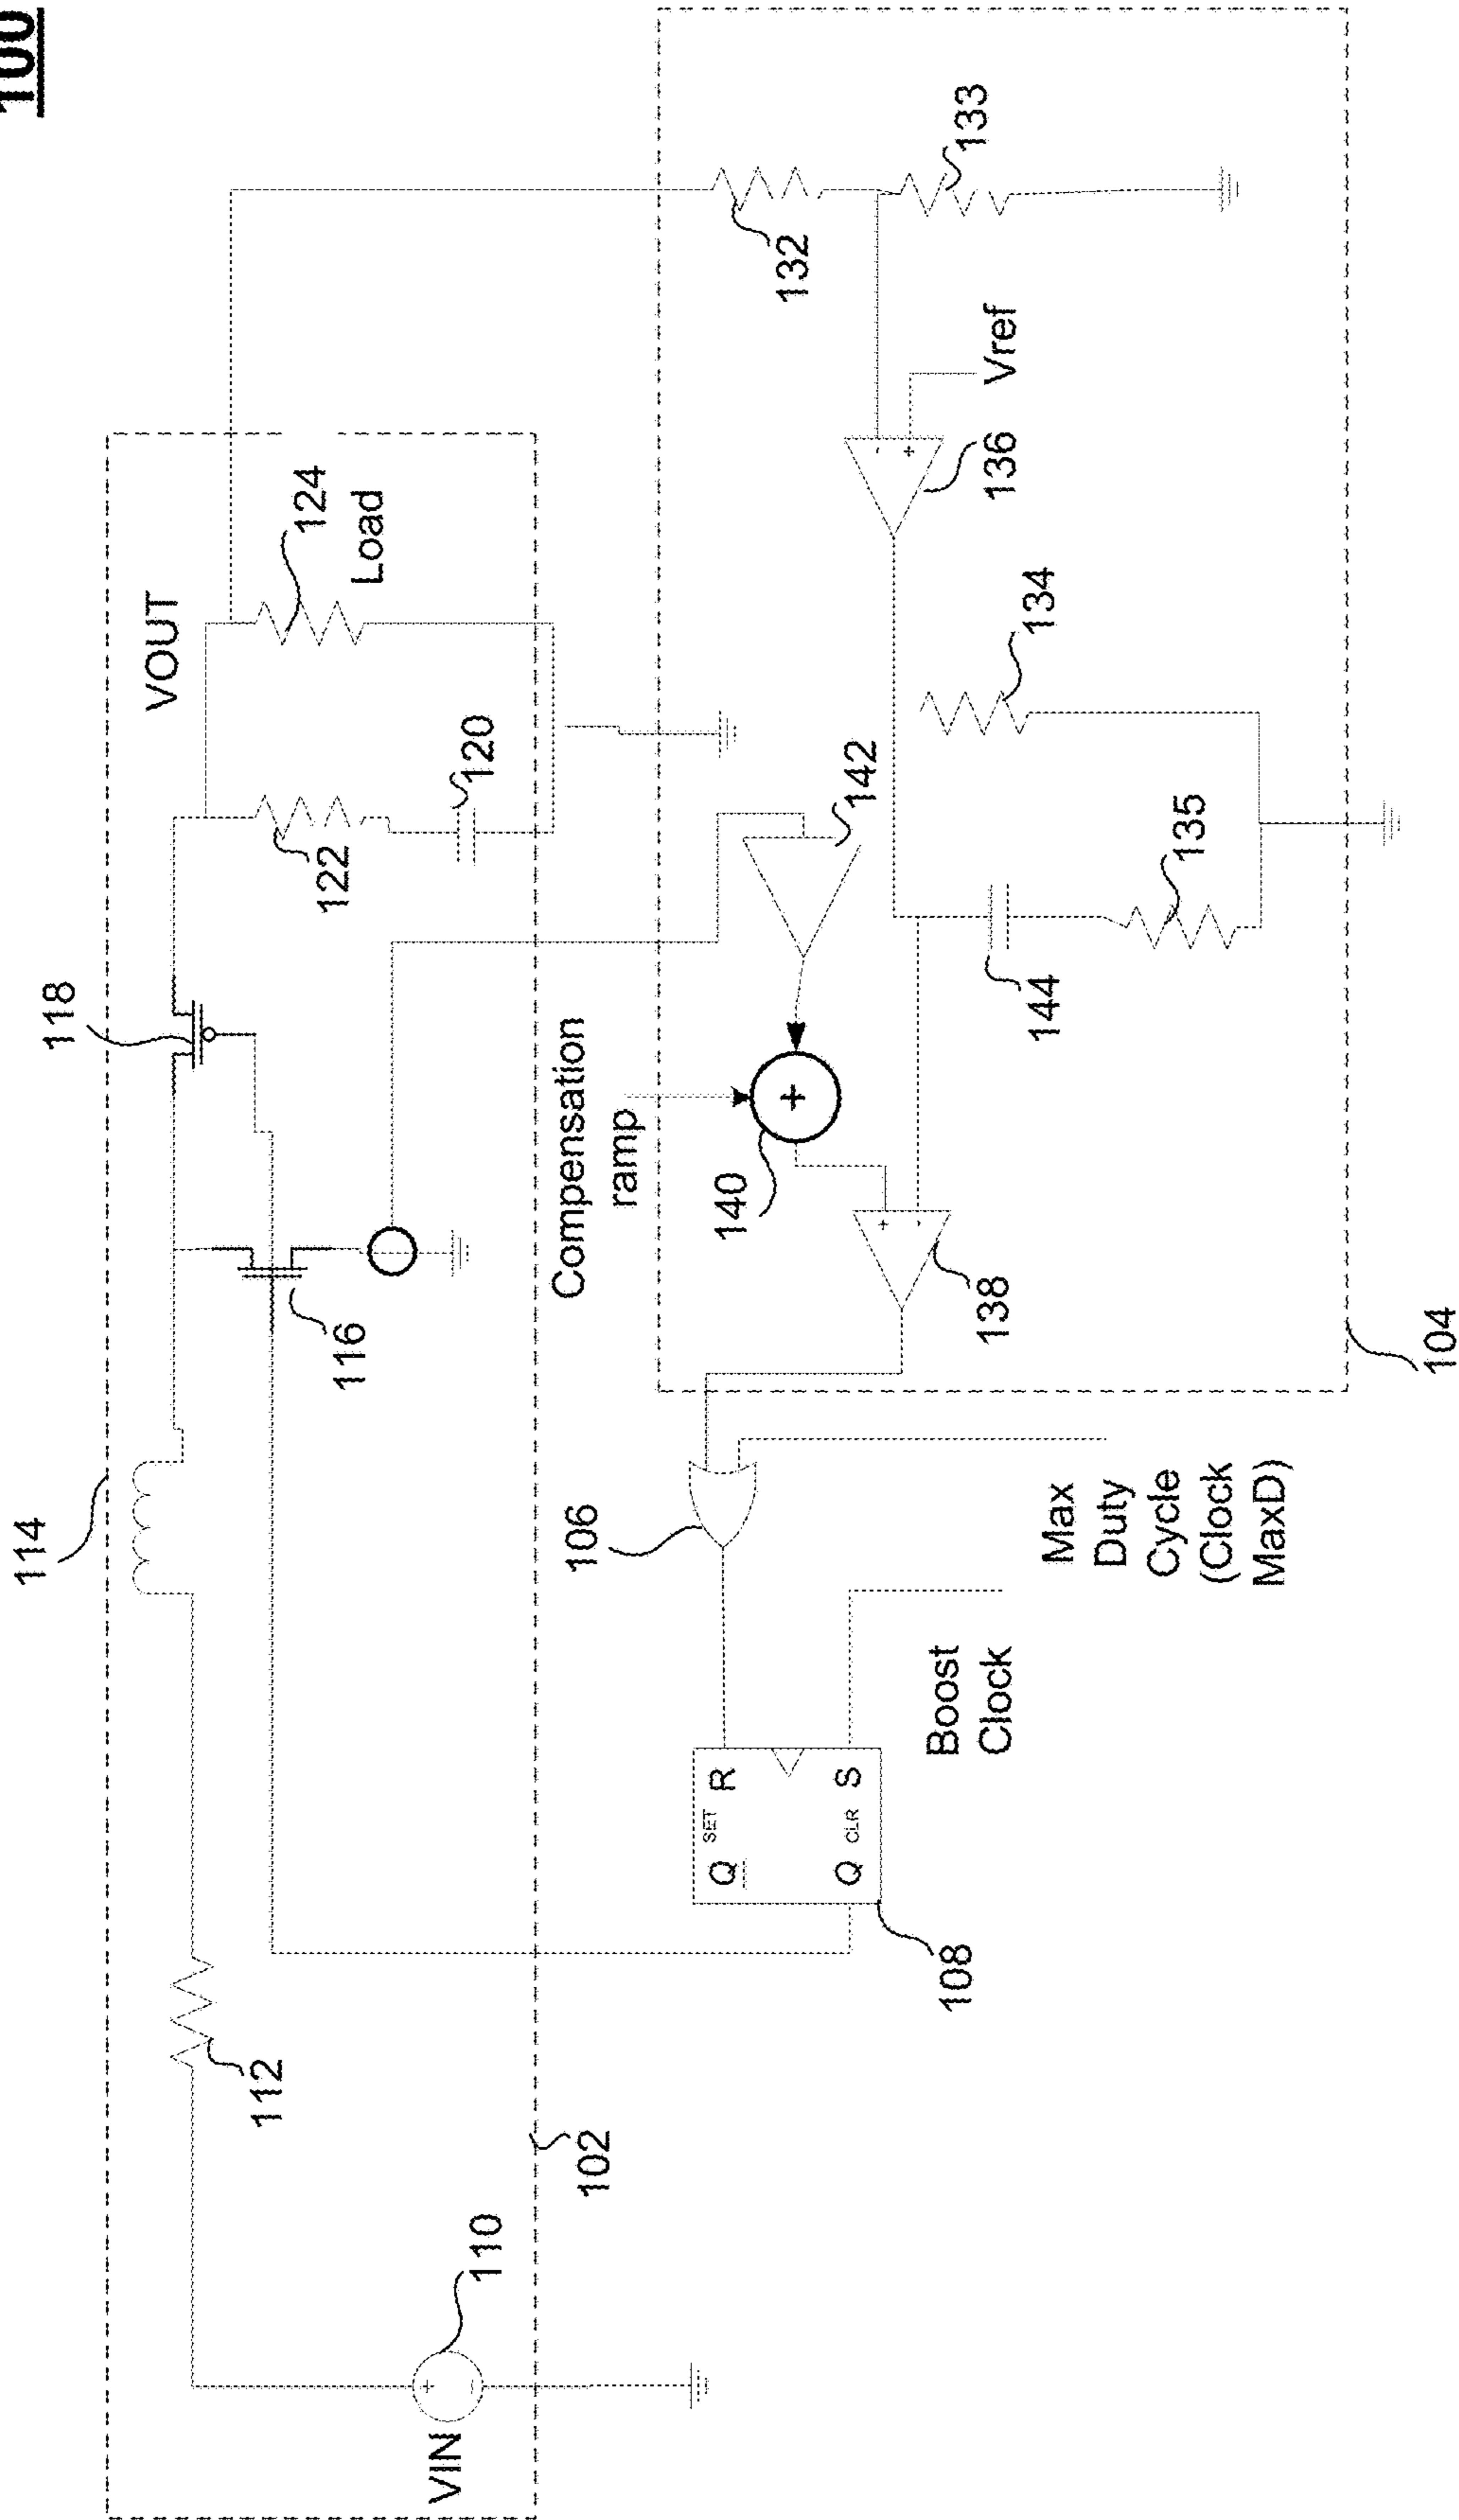 100
114
118
VOUT
112
116
122
124
Load
120
VIN
110
102
106
Compensation
ramp
140
142
132
SET
Q
R
Q
CLR
S
+
+
-
+
-
+
-
+
108
Boost
Clock
Max
Duty
Cycle
(Clock
MaxD)
138
144
135
134
136
Vref
133
104